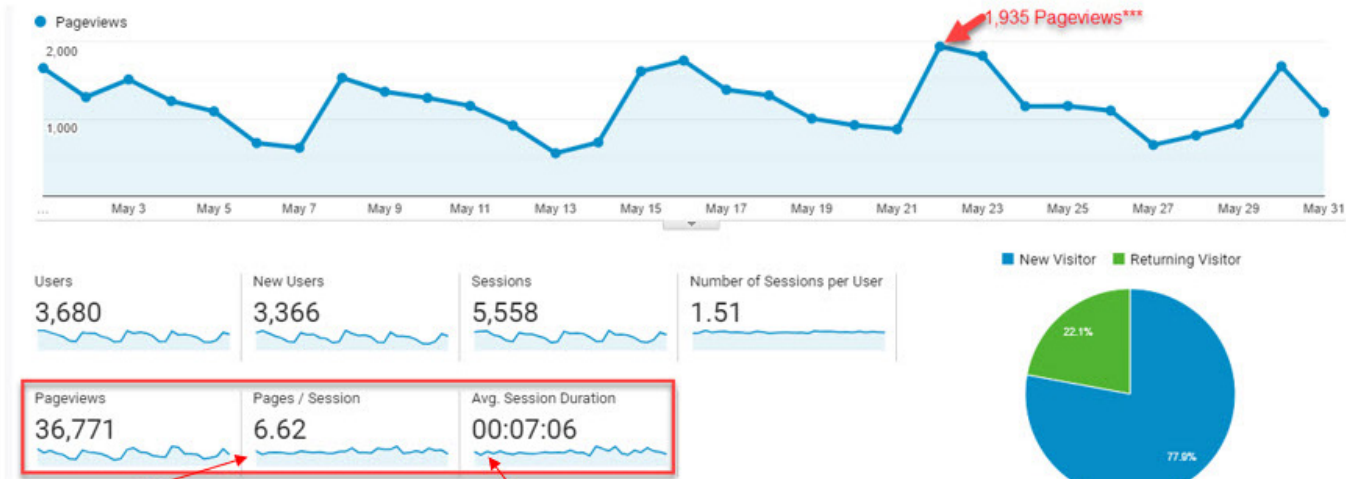 Pageviews
1,935 Pageviews***
2,000
1,000
... May 3 May 5 May 7 May 9 May 11 May 13 May 15 May 17 May 19 May 21 May 23 May 25 May 27 May 29 May 31
New Visitor Returning Visitor
Users New Users Sessions Number of Sessions per User
3,680 3,366 5,558 1.51
22.1%
Pageviews Pages / Session Avg. Session Duration
36,771 6.62 00:07:06
77.9%